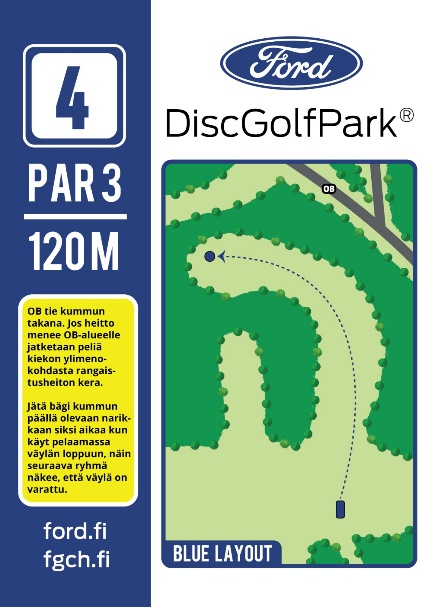 4
PAR 3
120M
OB tie kummun
takana. Jos heitto
menee OB-alueelle
jatketaan peliä
kiekon ylimeno-
kohdasta rangais-
tusheiton kera.
Jätä bägi kummun
päällä olevaan narik-
kaan siksi aikaa kun
käyt pelaamassa
väylän loppuun, näin
seuraava ryhmä
näkee, että väylä on
varattu.
ford.fi
fgch.fi
Ford
DiscGolfPark®
OB
BLUE LAYOUT